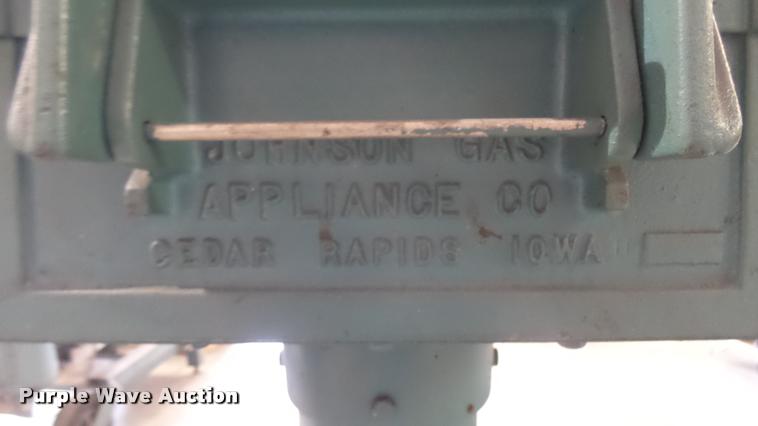 JOHNSON GAS
APPLIANCE CO
CEDAR RAPIDS IOWA
Purple Wave Auction